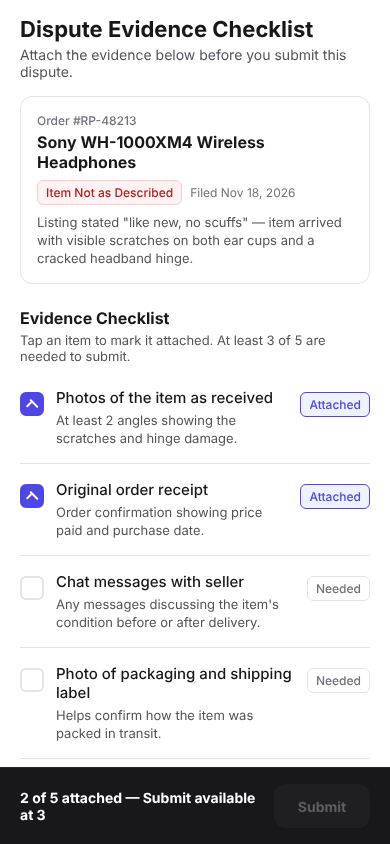 Dispute Evidence Checklist
Attach the evidence below before you submit this
dispute.
Order #RP-48213
Sony WH-1000XM4 Wireless
Headphones
Item Not as Described
Filed Nov 18, 2026
Listing stated "like new, no scuffs" — item arrived
with visible scratches on both ear cups and a
cracked headband hinge.
Evidence Checklist
Tap an item to mark it attached. At least 3 of 5 are
needed to submit.
Photos of the item as received
Attached
At least 2 angles showing the
scratches and hinge damage.
Original order receipt
Attached
Order confirmation showing price
paid and purchase date.
Chat messages with seller
Needed
Any messages discussing the item's
condition before or after delivery.
Photo of packaging and shipping
label
Needed
Helps confirm how the item was
packed in transit.
2 of 5 attached — Submit available
at 3
Submit